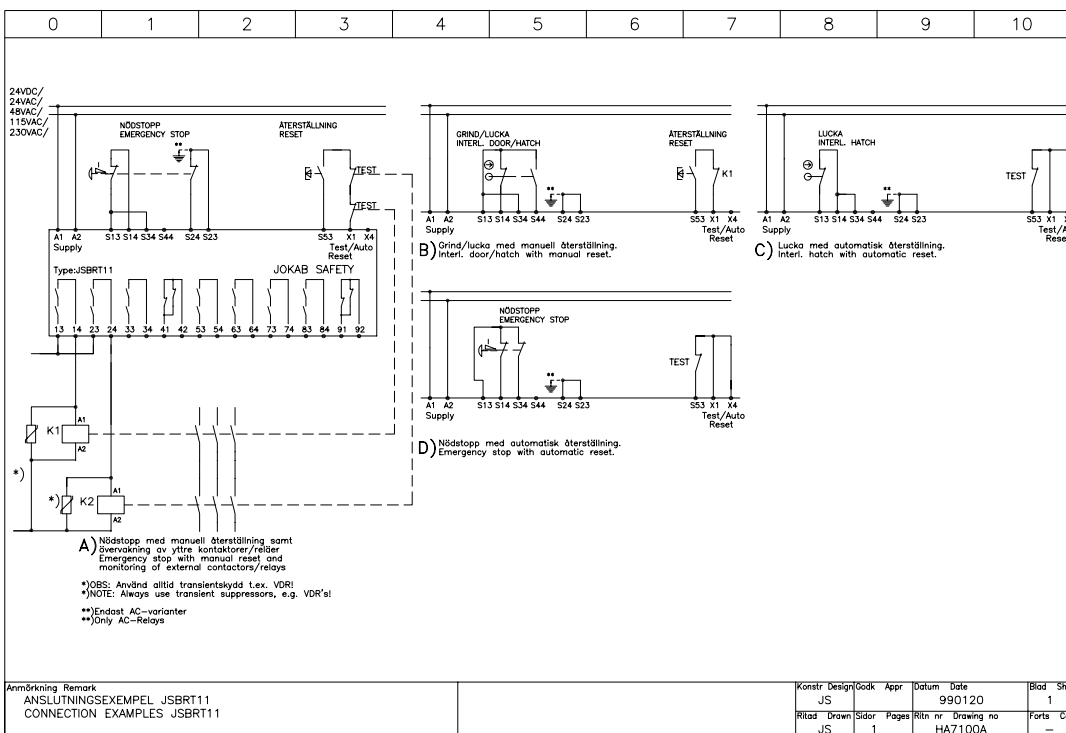 0 1 2 3 4 5 6 7 8 9 10
24VDC/
24VAC/
48VAC/
115VAC/
230VAC/
NÖDSTOPP
EMERGENCY STOP
**
ÅTERSTÄLLNING
RESET
TEST
TEST
A1 A2 S13 S14 S34 S44 S24 S23 S53 X1 X4
Supply
Test/Auto
Reset
Type:JSBRT11
JOKAB SAFETY
13 14 23 24 33 34 41 42 53 54 63 64 73 74 83 84 91 92
K1
A1
A2
*)
*)
K2
A1
A2
A) Nödstopp med manuell återställning samt
övervakning av yttre kontaktorer/reläer
Emergency stop with manual reset and
monitoring of external contactors/relays
*)OBS: Använd alltid transientskydd t.ex. VDR!
*)NOTE: Always use transient suppressors, e.g. VDR's!
**)Endast AC-varianter
**)Only AC-Relays
GRIND/LUCKA
INTERL. DOOR/HATCH
ÅTERSTÄLLNING
RESET
K1
**
A1 A2 S13 S14 S34 S44 S24 S23 S53 X1 X4
Supply
Test/Auto
Reset
B) Grind/lucka med manuell återställning.
Interl. door/hatch with manual reset.
LUCKA
INTERL. HATCH
TEST
**
A1 A2 S13 S14 S34 S44 S24 S23 S53 X1
Supply
C) Lucka med automatisk återställning.
Interl. hatch with automatic reset.
NÖDSTOPP
EMERGENCY STOP
TEST
**
A1 A2 S13 S14 S34 S44 S24 S23 S53 X1 X4
Supply
Test/Auto
Reset
D) Nödstopp med automatisk återställning.
Emergency stop with automatic reset.
Anmörkning Remark
ANSLUTNINGSEXEMPEL JSBRT11
CONNECTION EXAMPLES JSBRT11
Konstr Design Godk Appr Datum Date Blad
JS 990120 1
Ritad Drawn Sidor Pages Ritn nr Drawing no Forts
JS 1 HA7100A –